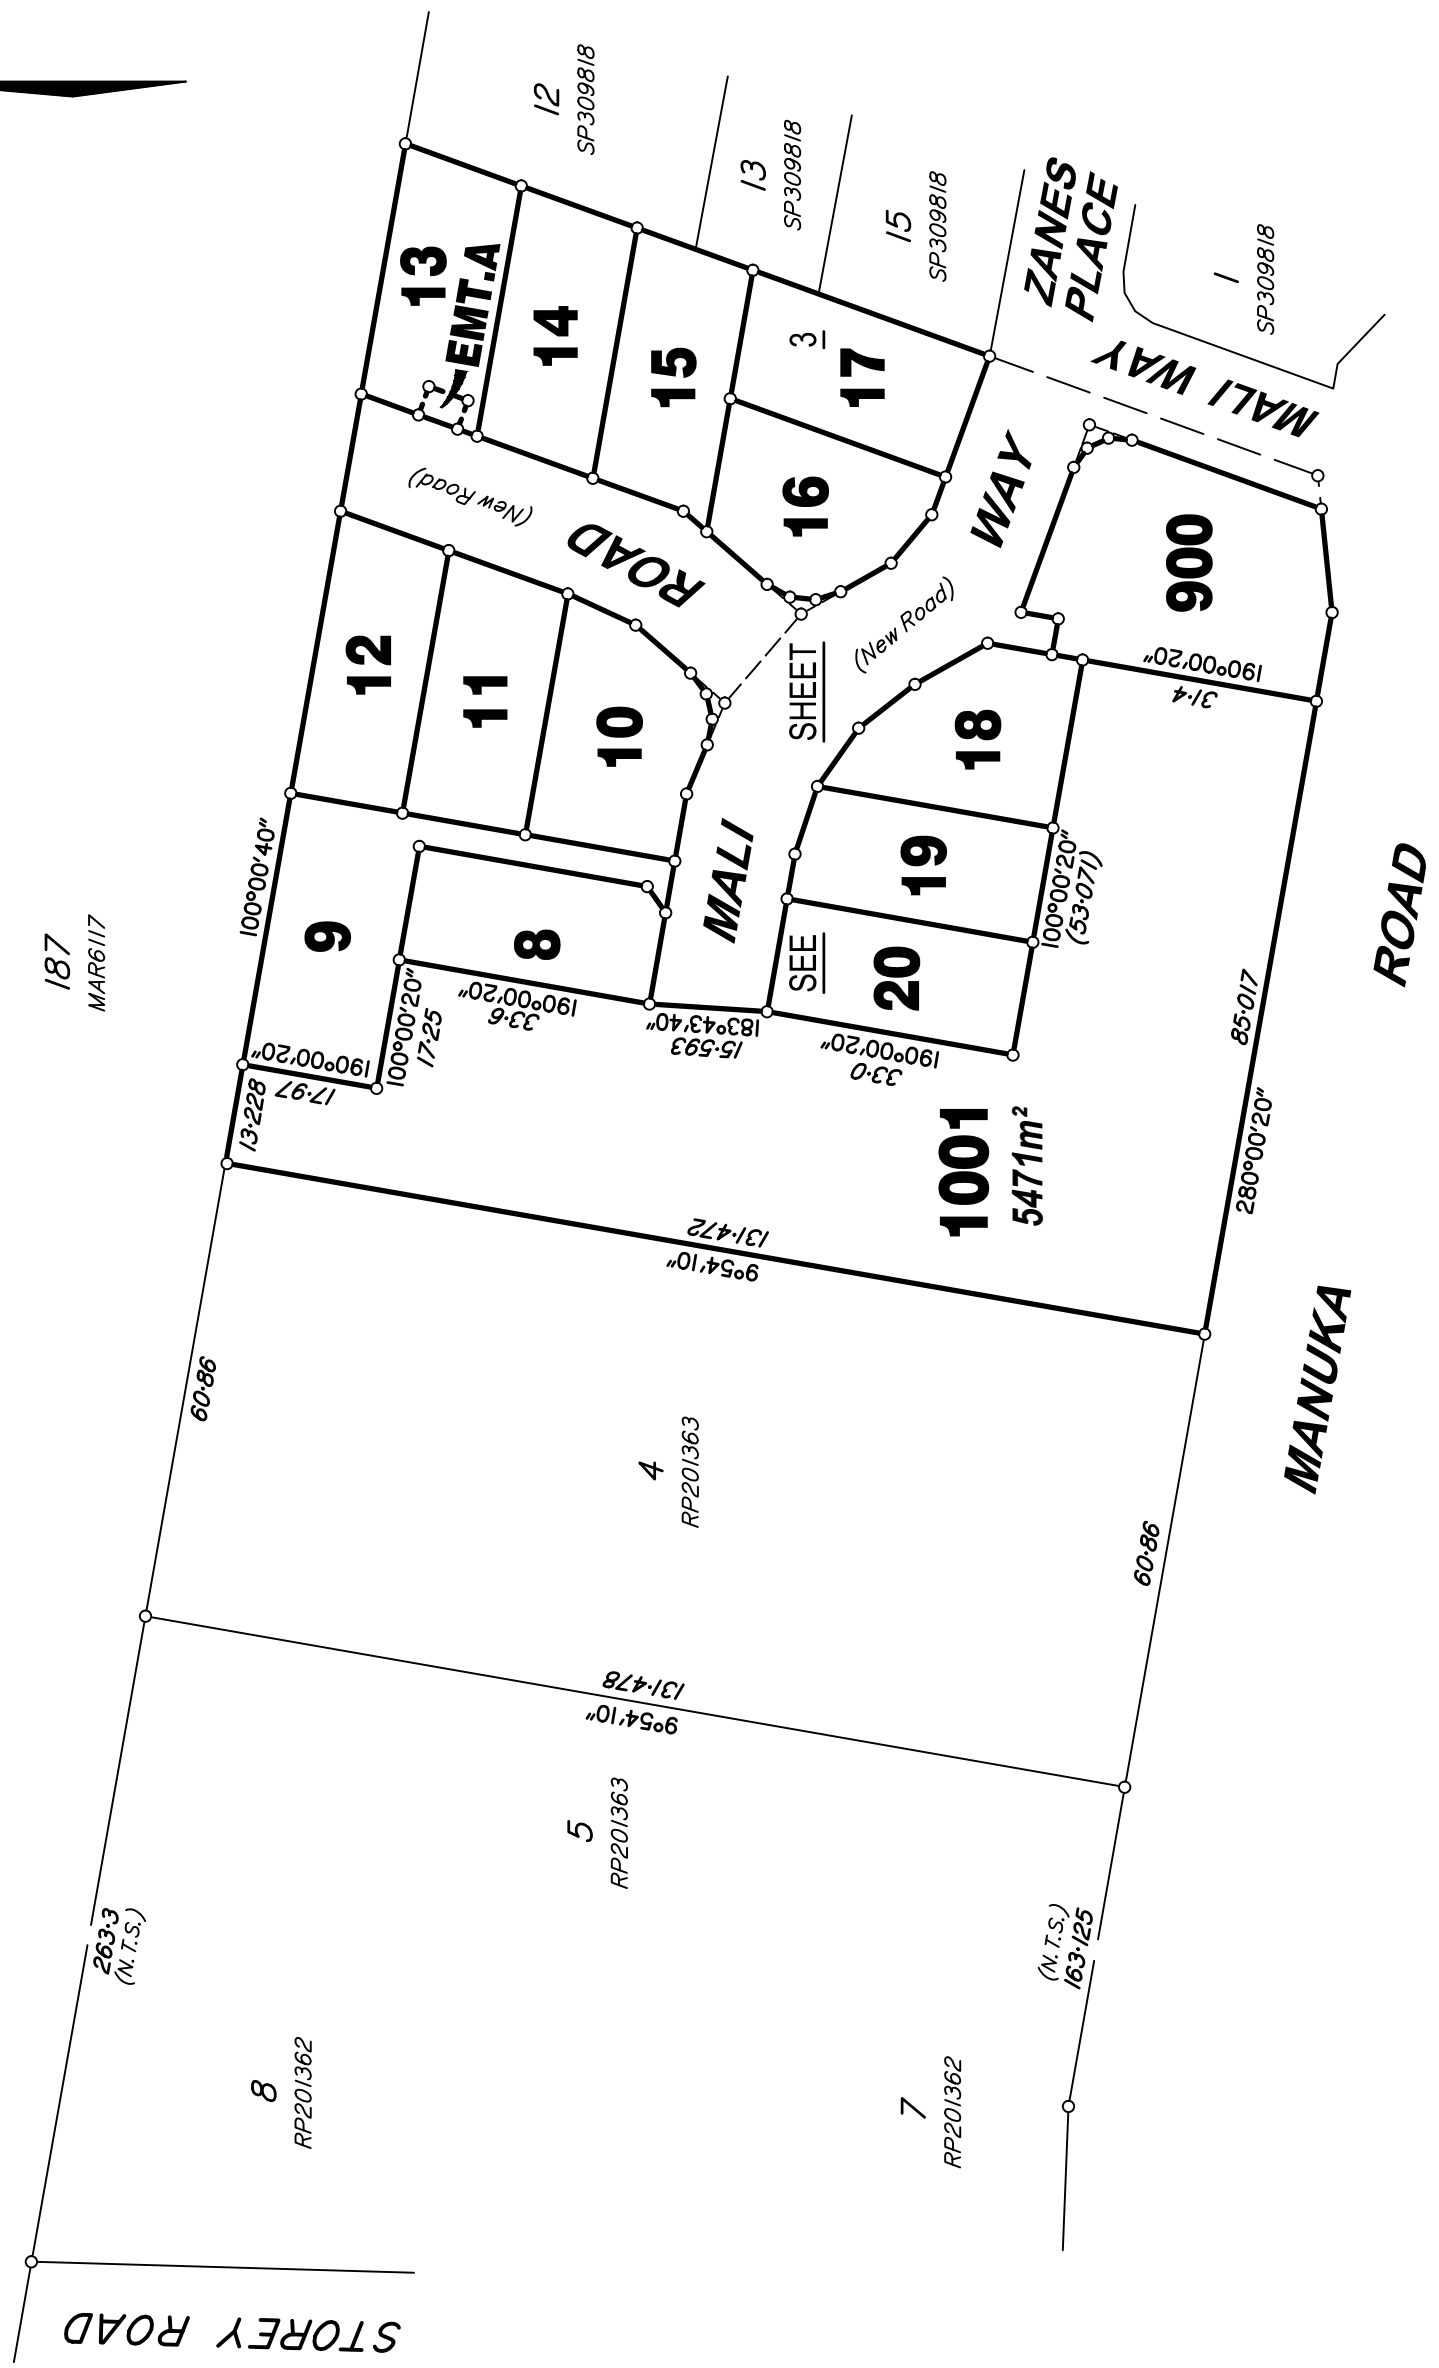 12
SP309818
13
SP309818
15
SP309818
ZANES
PLACE
1
SP309818
MALI WAY
13
EMT.A
14
15
3
17
16
WAY
(New Road)
ROAD
(New Road)
SHEET
900
190°00'20"
31·4
12
11
10
18
19
20
SEE
MALI
9
8
100°00'40"
187
MAR6117
190°00'20"
17·97
13·228
100°00'20"
17·25
190°00'20"
33·6
183°43'40"
15·593
190°00'20"
33·0
100°00'20"
(53·071)
1001
5471m²
85·017
280°00'20"
131·472
9°54'10"
MANUKA
ROAD
60·86
4
RP201363
60·86
131·478
9°54'10"
5
RP201363
263·3
(N.T.S.)
(N.T.S.)
163·125
8
RP201362
7
RP201362
STOREY ROAD